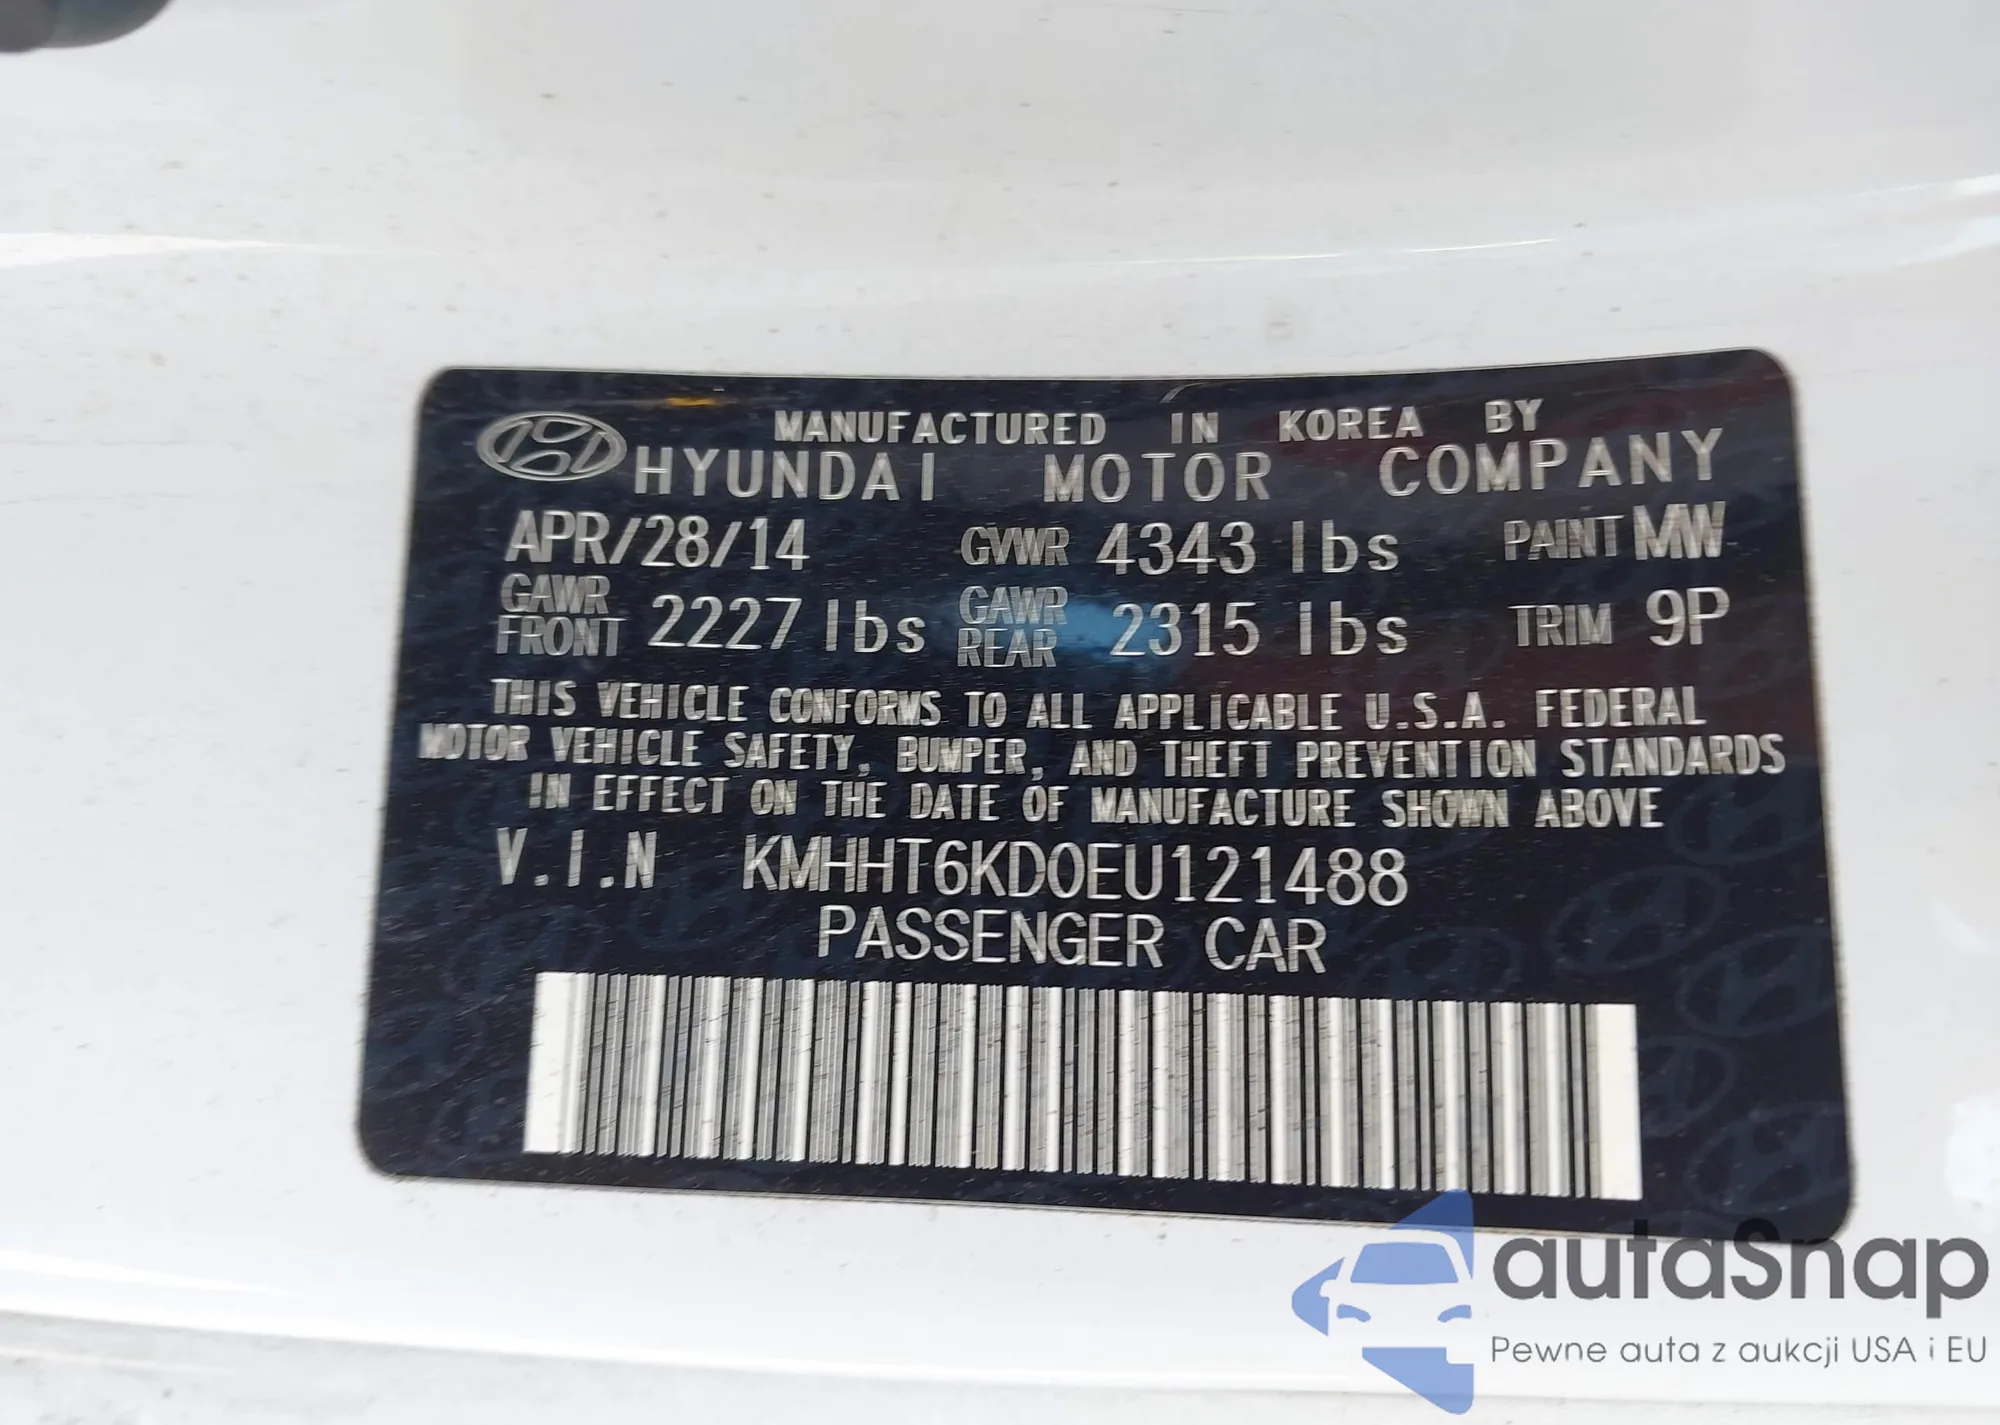 MANUFACTURED IN KOREA BY
HYUNDAI MOTOR COMPANY
APR/28/14 GVWR 4343 lbs PAINT MW
GAWR FRONT 2227 lbs GAWR REAR 2315 lbs TRIM 9P
THIS VEHICLE CONFORMS TO ALL APPLICABLE U.S.A. FEDERAL
MOTOR VEHICLE SAFETY, BUMPER, AND THEFT PREVENTION STANDARDS
IN EFFECT ON THE DATE OF MANUFACTURE SHOWN ABOVE
V.I.N KMHHT6KD0EU121488
PASSENGER CAR
autaSnap
Pewne auta z aukcji USA i EU